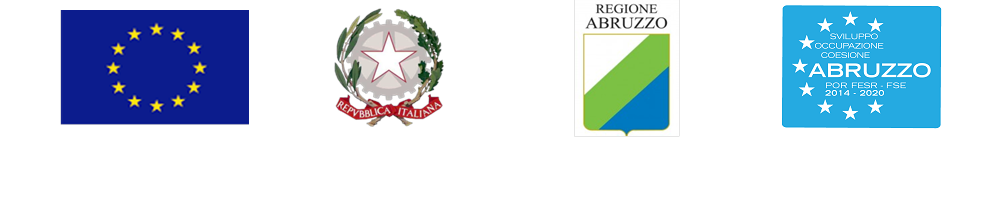 REPVBBLICA ITALIANA
REGIONE
ABRUZZO
SVILUPPO
OCCUPAZIONE
COESIONE
ABRUZZO
POR FESR - FSE
2014 - 2020